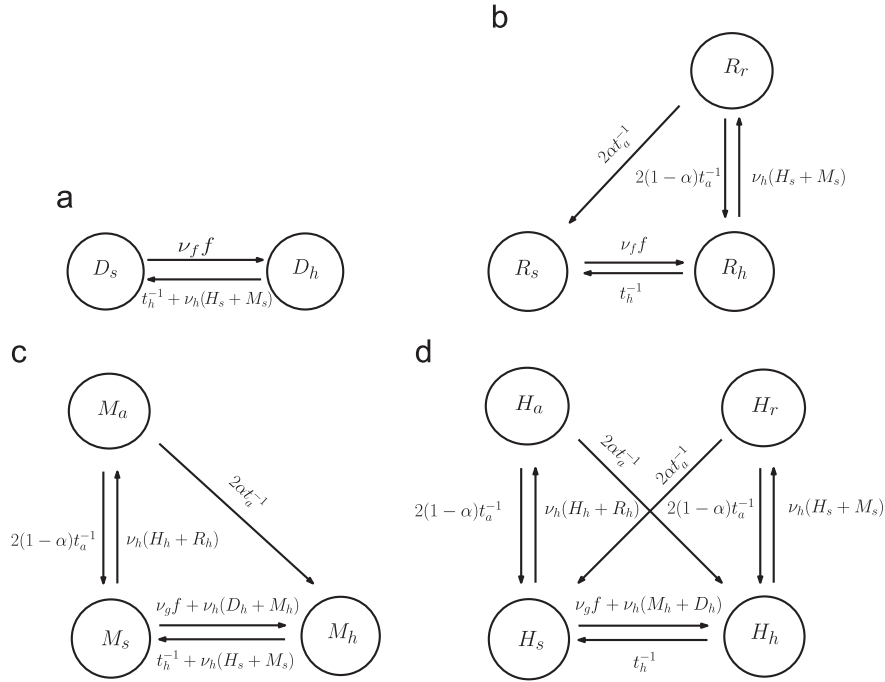 a
D_s
ν_f f
D_h
t_h^{-1} + ν_h(H_s + M_s)
b
R_r
2αt_a^{-1}
2(1 − α)t_a^{-1}
ν_h(H_s + M_s)
R_s
ν_f f
R_h
t_h^{-1}
c
M_a
2αt_a^{-1}
2(1 − α)t_a^{-1}
ν_h(H_h + R_h)
M_s
ν_g f + ν_h(D_h + M_h)
M_h
t_h^{-1} + ν_h(H_s + M_s)
d
H_a
H_r
2αt_a^{-1}
2αt_a^{-1}
2(1 − α)t_a^{-1}
ν_h(H_h + R_h)
2(1 − α)t_a^{-1}
ν_h(H_s + M_s)
H_s
ν_g f + ν_h(M_h + D_h)
H_h
t_h^{-1}